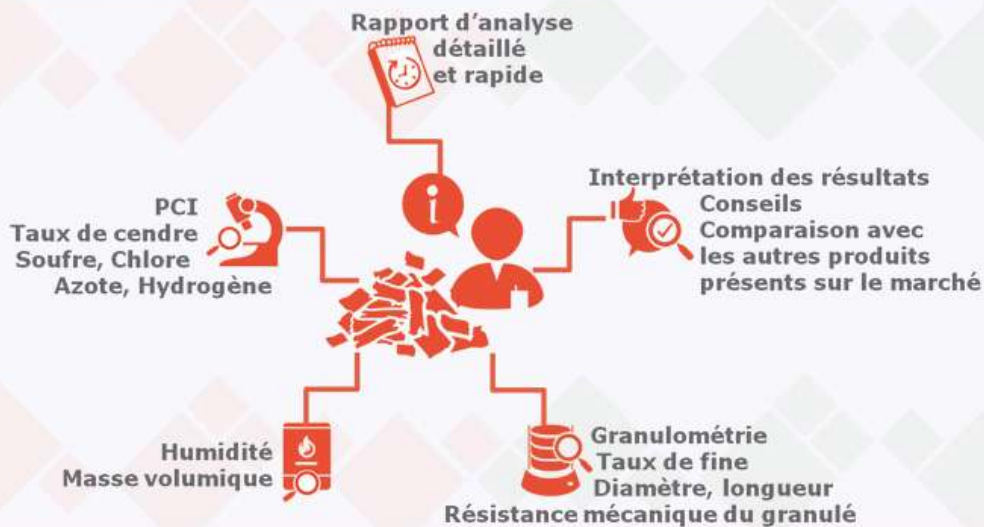 Rapport d'analyse
détaillé
et rapide
PCI
Taux de cendre
Soufre, Chlore
Azote, Hydrogène
Interprétation des résultats
Conseils
Comparaison avec
les autres produits
présents sur le marché
Humidité
Masse volumique
Granulométrie
Taux de fine
Diamètre, longueur
Résistance mécanique du granulé